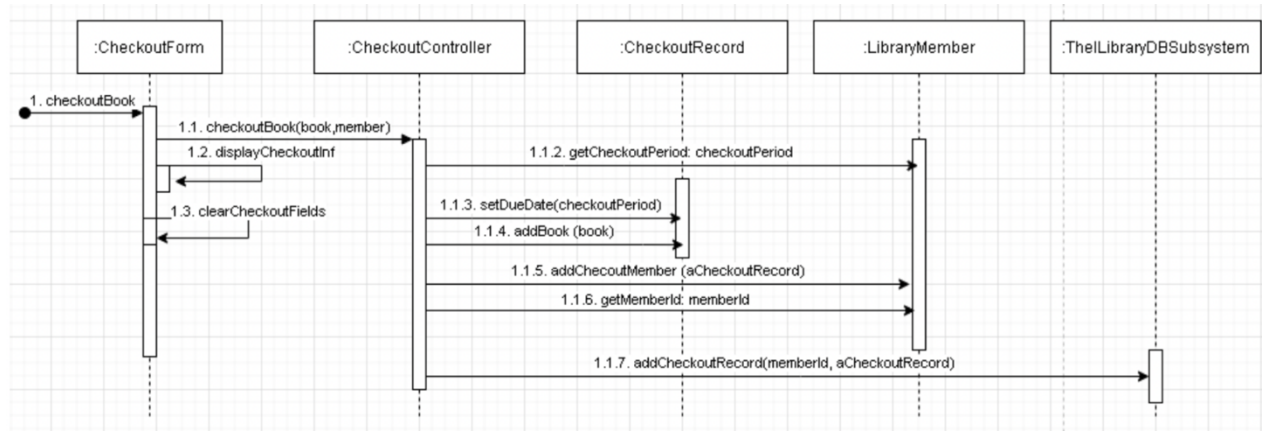 :CheckoutForm
:CheckoutController
:CheckoutRecord
:LibraryMember
:TheILibraryDBSubsystem
1. checkoutBook
1.1. checkoutBook(book,member)
1.2. displayCheckoutInf
1.1.2. getCheckoutPeriod: checkoutPeriod
1.3. clearCheckoutFields
1.1.3. setDueDate(checkoutPeriod)
1.1.4. addBook (book)
1.1.5. addChecoutMember (aCheckoutRecord)
1.1.6. getMemberId: memberId
1.1.7. addCheckoutRecord(memberId, aCheckoutRecord)